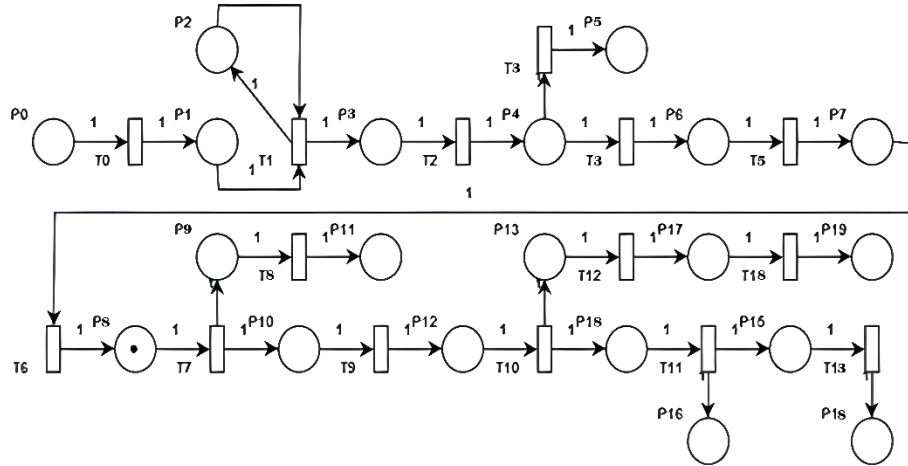 P2 1 P5
T3
1
P0 1 1 P1 1 P3 1 1 P4 1 1 P6 1 1 P7
T0 T1 T2 T3 T5
1
1
P9 1 1 P11 P13 1 1 P17 1 1 P19
T8 T12 T18
1 P8 1 1 P10 1 1 P12 1 1 P18 1 1 P15 1
T6 T7 T9 T10 T11 T13
P16 P18